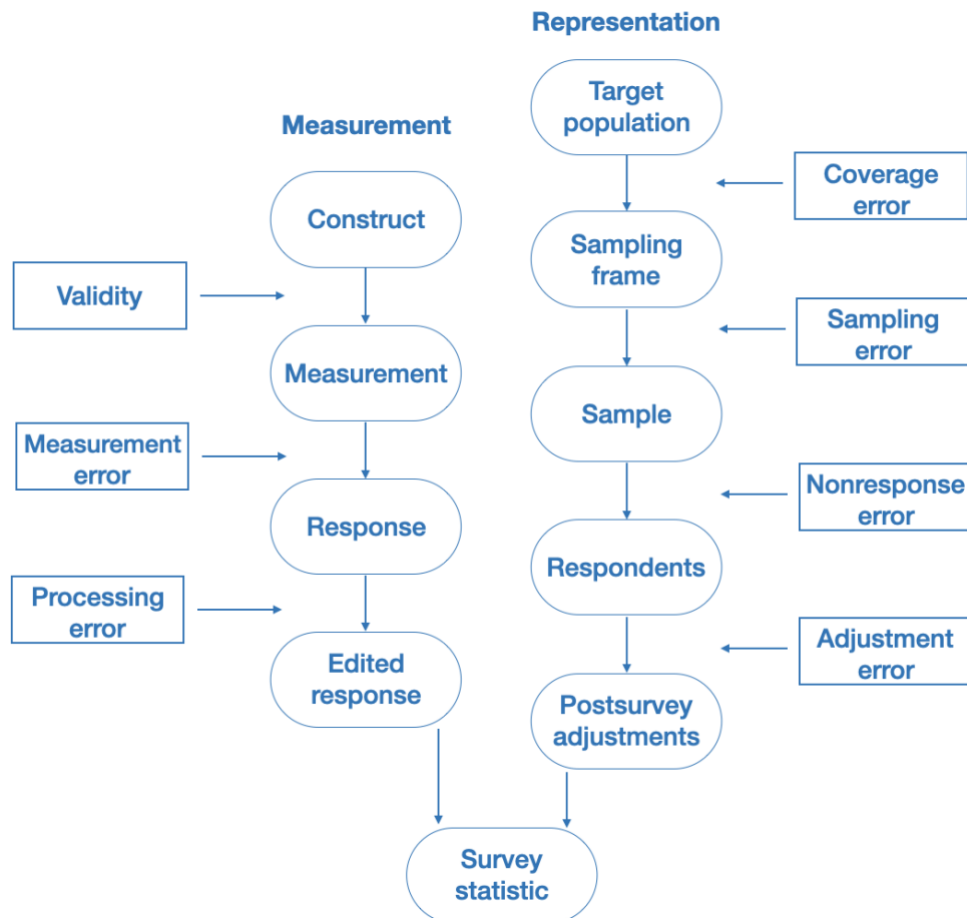 Representation
Target
population
Measurement
Coverage
error
Construct
Sampling
frame
Validity
Sampling
error
Measurement
Sample
Measurement
error
Nonresponse
error
Response
Respondents
Processing
error
Adjustment
error
Edited
response
Postsurvey
adjustments
Survey
statistic